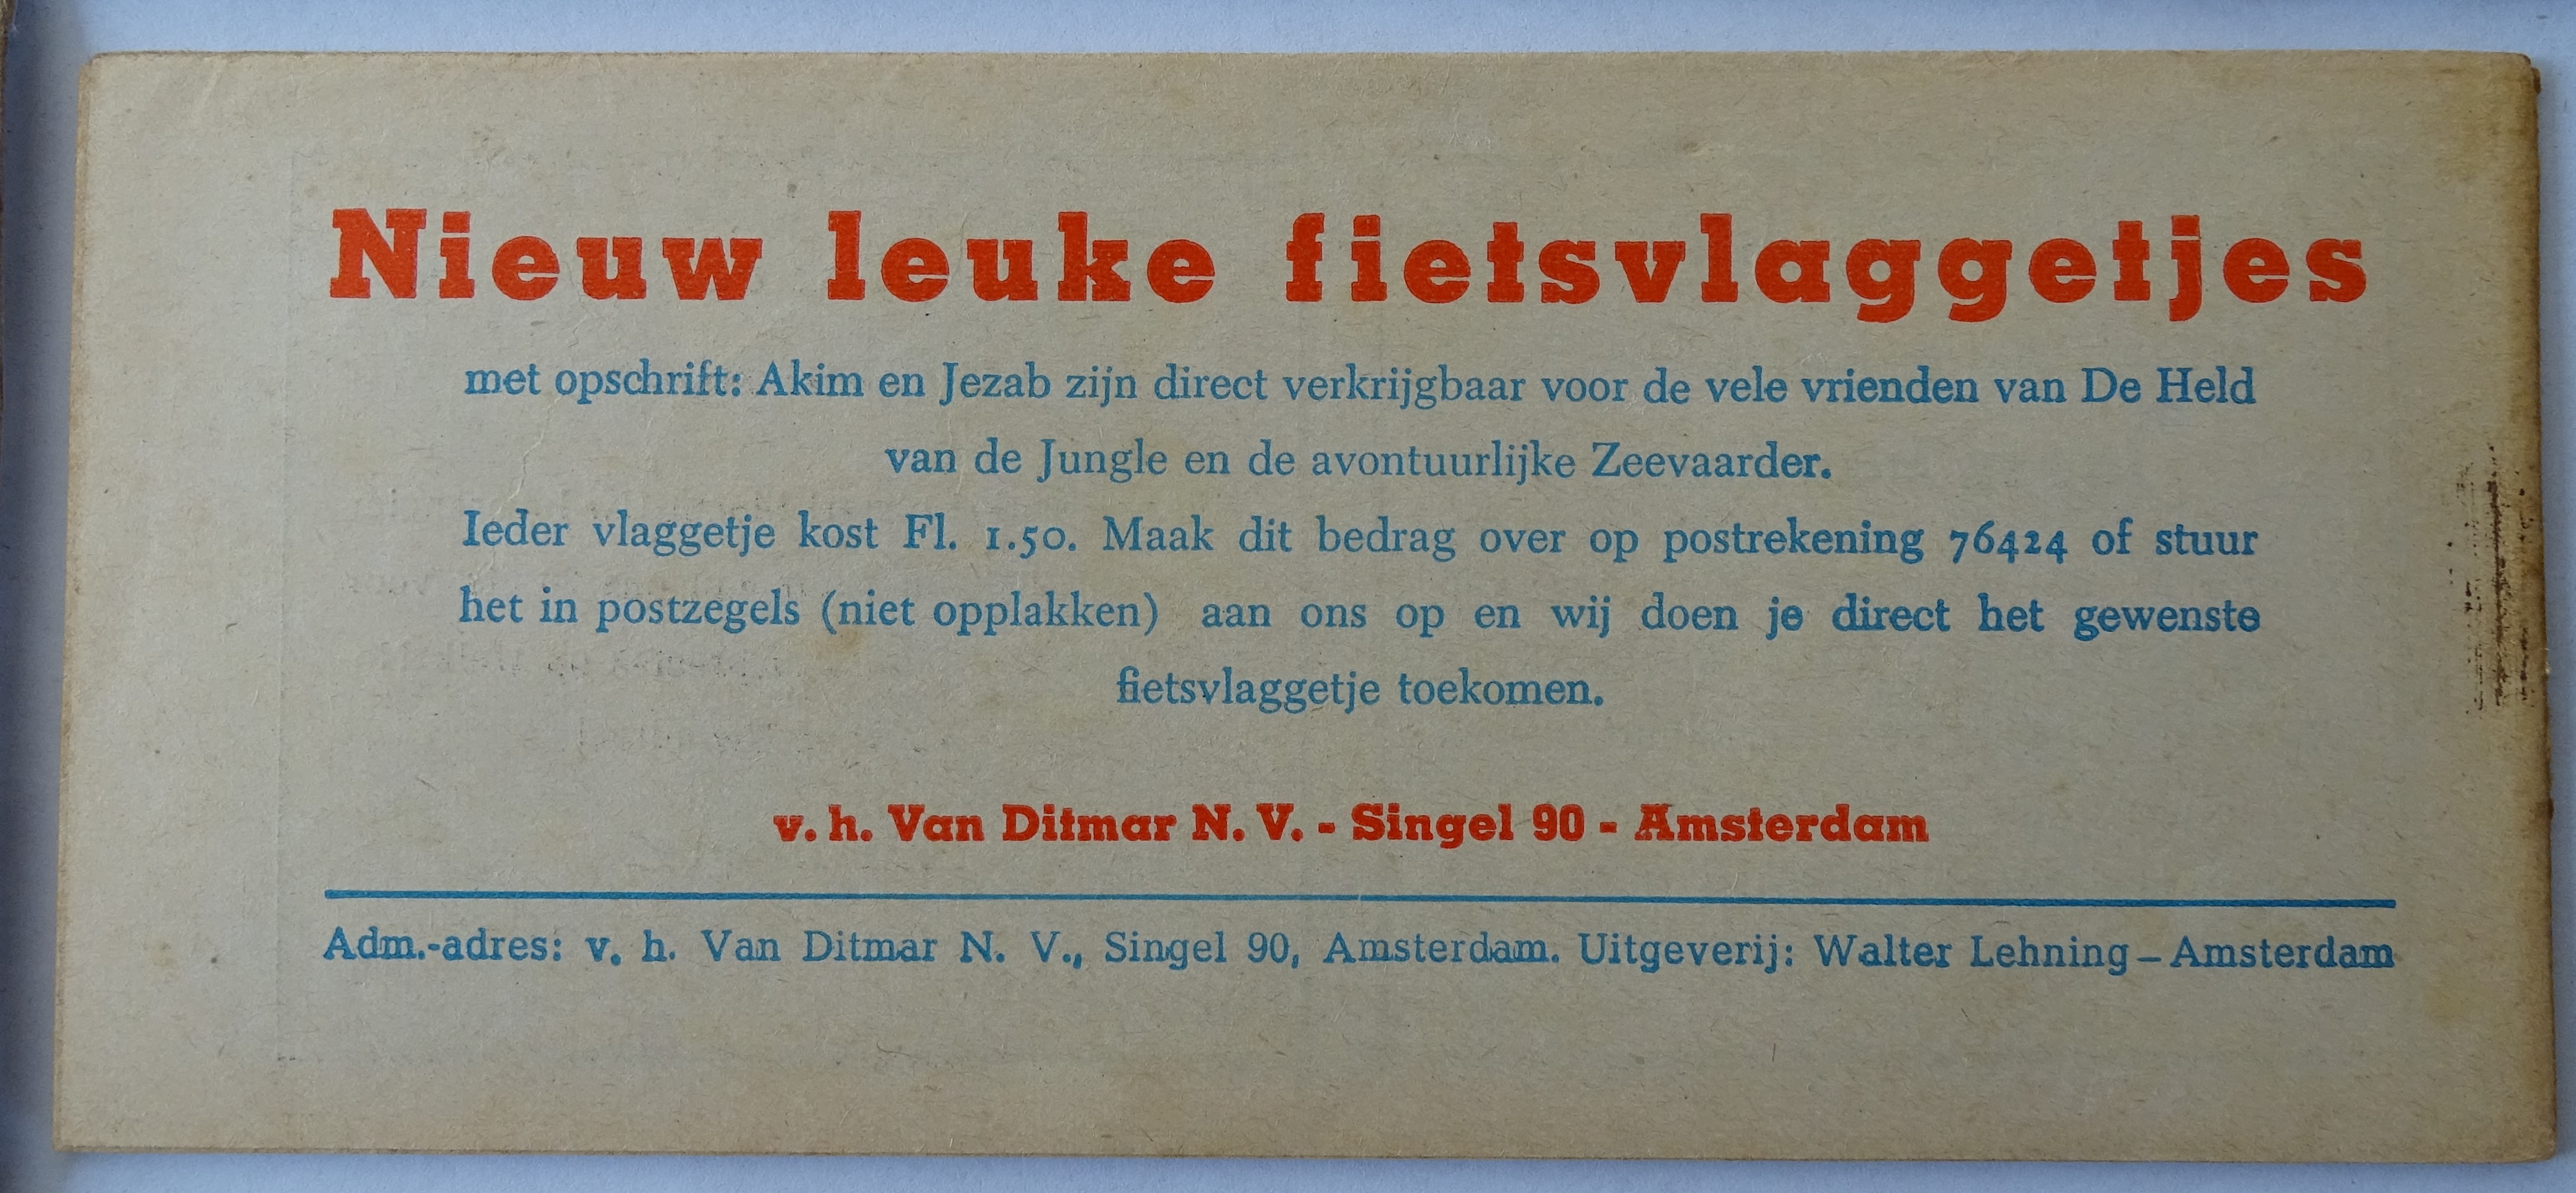 Nieuw leuke fietsvlaggetjes
met opschrift: Akim en Jezab zijn direct verkrijgbaar voor de vele vrienden van De Held
van de Jungle en de avontuurlijke Zeevaarder.
Ieder vlaggetje kost Fl. 1.50. Maak dit bedrag over op postrekening 76424 of stuur
het in postzegels (niet opplakken) aan ons op en wij doen je direct het gewenste
fietsvlaggetje toekomen.
v. h. Van Ditmar N. V. - Singel 90 - Amsterdam
Adm.-adres: v. h. Van Ditmar N. V., Singel 90, Amsterdam. Uitgeverij: Walter Lehning – Amsterdam